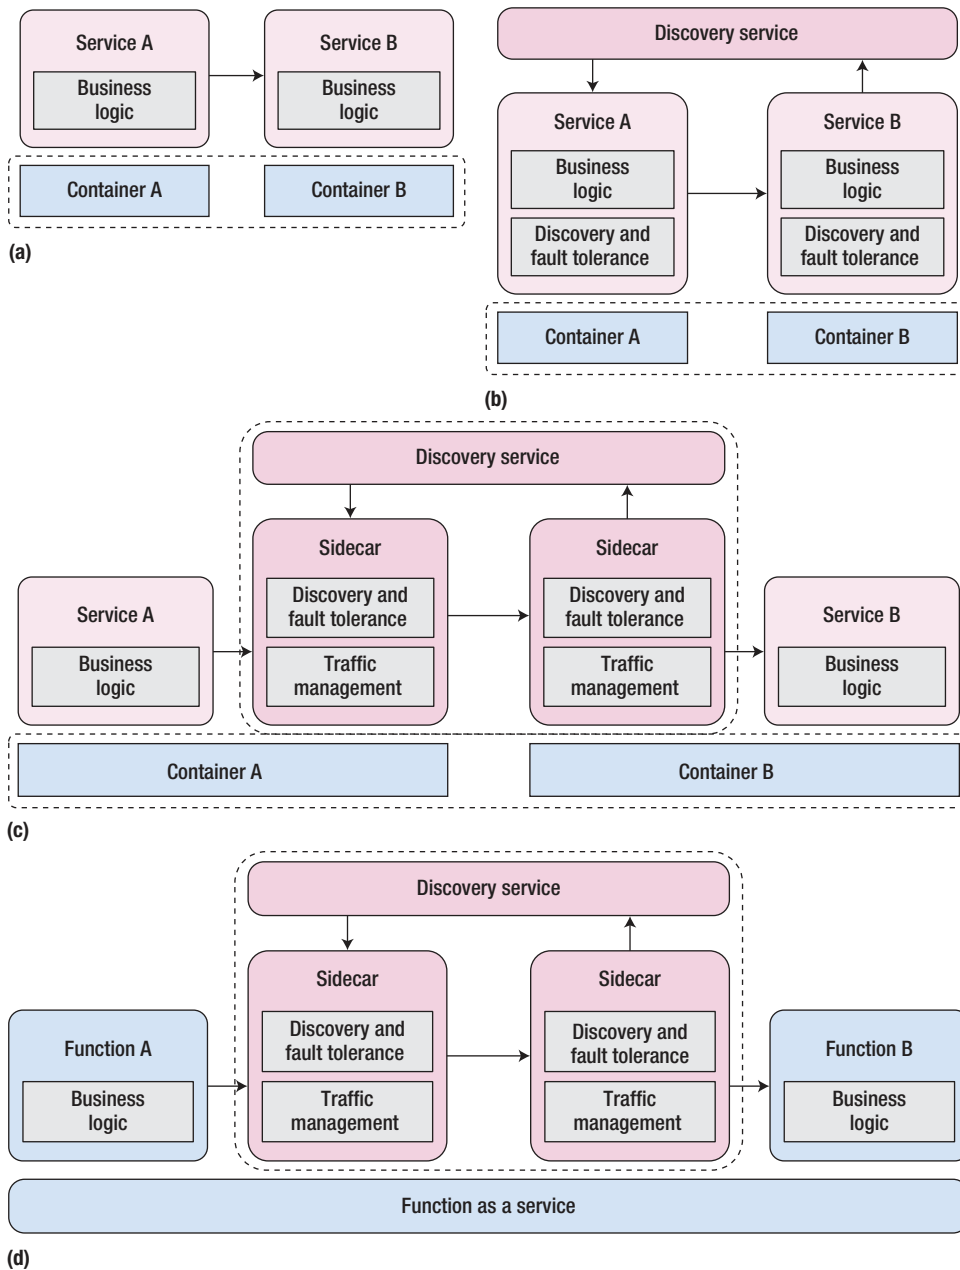 Service A
Business
logic
Service B
Business
logic
Container A
Container B
(a)
Discovery service
Service A
Business
logic
Discovery and
fault tolerance
Service B
Business
logic
Discovery and
fault tolerance
Container A
Container B
(b)
Discovery service
Service A
Business
logic
Sidecar
Discovery and
fault tolerance
Traffic
management
Sidecar
Discovery and
fault tolerance
Traffic
management
Service B
Business
logic
Container A
Container B
(c)
Discovery service
Function A
Business
logic
Sidecar
Discovery and
fault tolerance
Traffic
management
Sidecar
Discovery and
fault tolerance
Traffic
management
Function B
Business
logic
Function as a service
(d)